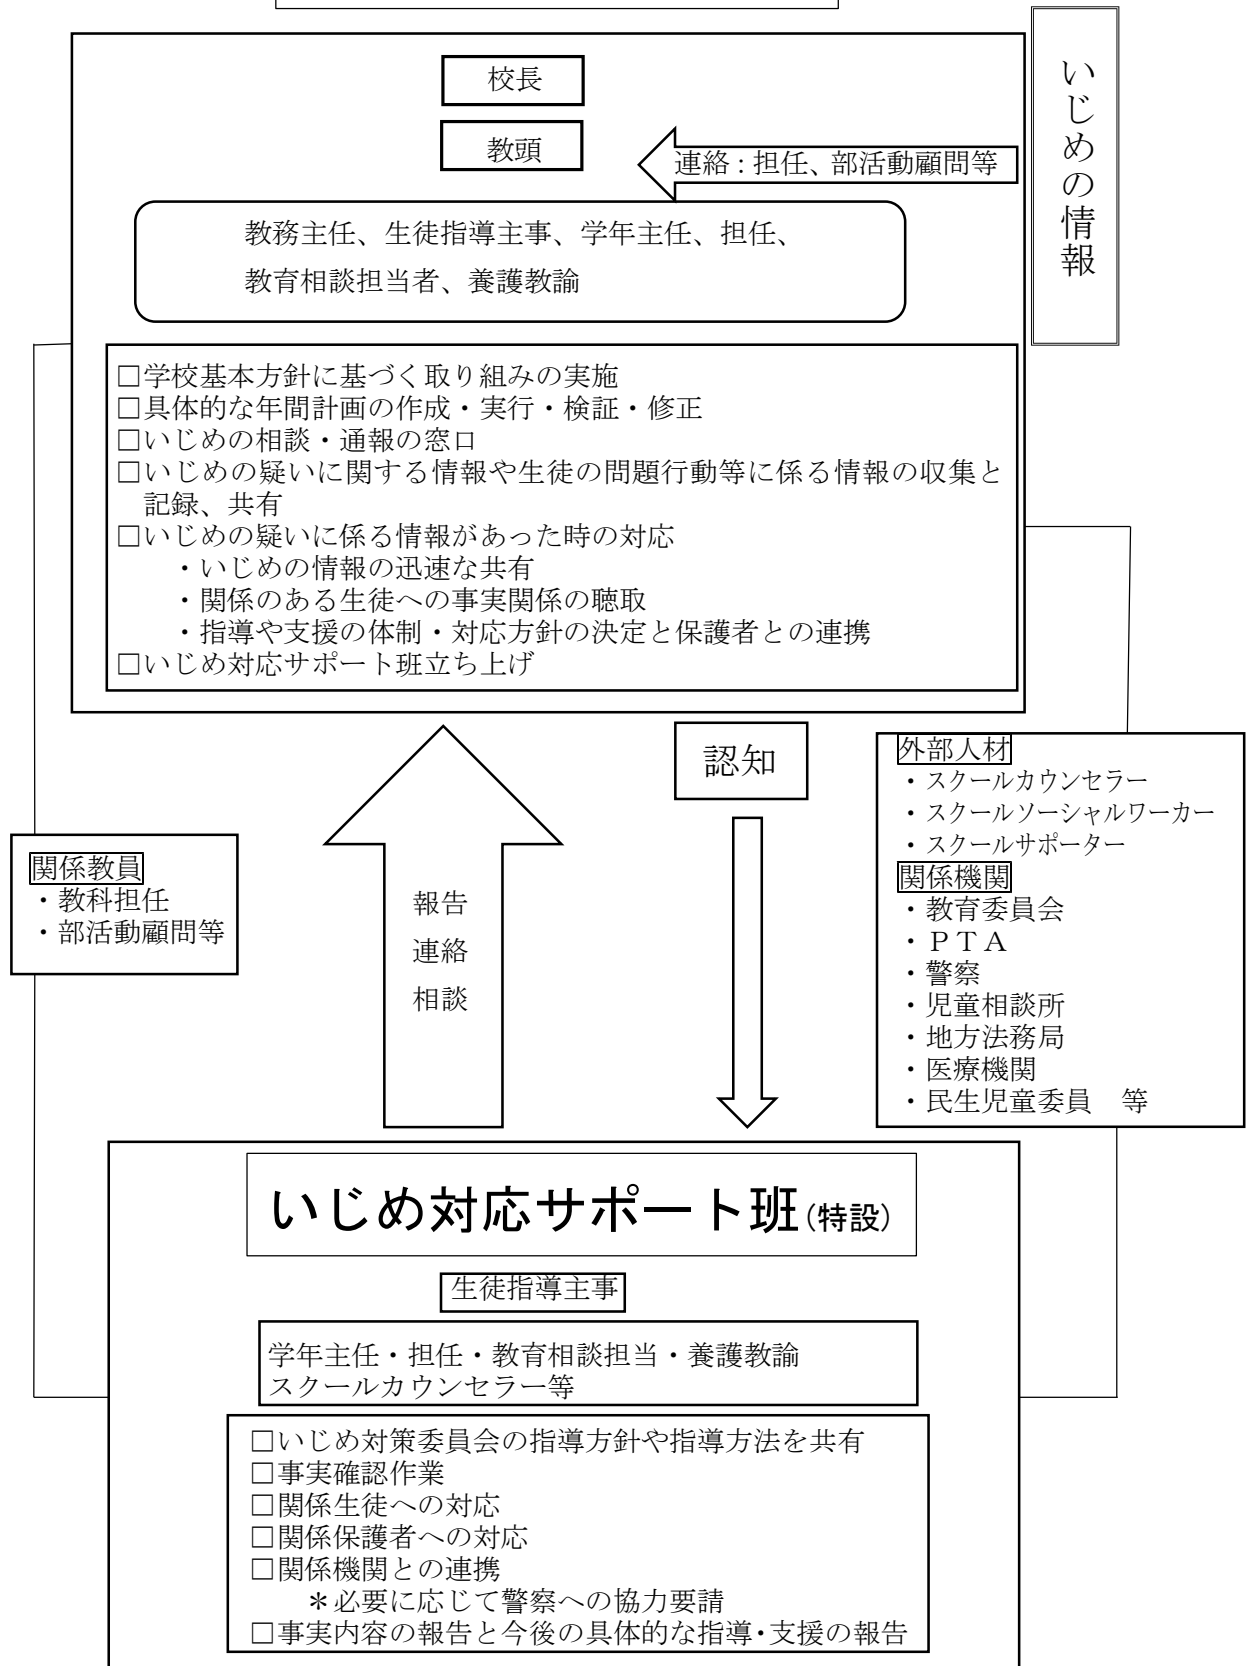 校長
教頭
連絡：担任、部活動顧問等
いじめの情報
教務主任、生徒指導主事、学年主任、担任、
教育相談担当者、養護教諭
□学校基本方針に基づく取り組みの実施
□具体的な年間計画の作成・実行・検証・修正
□いじめの相談・通報の窓口
□いじめの疑いに関する情報や生徒の問題行動等に係る情報の収集と
記録、共有
□いじめの疑いに係る情報があった時の対応
・いじめの情報の迅速な共有
・関係のある生徒への事実関係の聴取
・指導や支援の体制・対応方針の決定と保護者との連携
□いじめ対応サポート班立ち上げ
認知
外部人材
・スクールカウンセラー
・スクールソーシャルワーカー
・スクールサポーター
関係機関
・教育委員会
・ＰＴＡ
・警察
・児童相談所
・地方法務局
・医療機関
・民生児童委員　等
関係教員
・教科担任
・部活動顧問等
報告
連絡
相談
いじめ対応サポート班(特設)
生徒指導主事
学年主任・担任・教育相談担当・養護教諭
スクールカウンセラー等
□いじめ対策委員会の指導方針や指導方法を共有
□事実確認作業
□関係生徒への対応
□関係保護者への対応
□関係機関との連携
＊必要に応じて警察への協力要請
□事実内容の報告と今後の具体的な指導・支援の報告